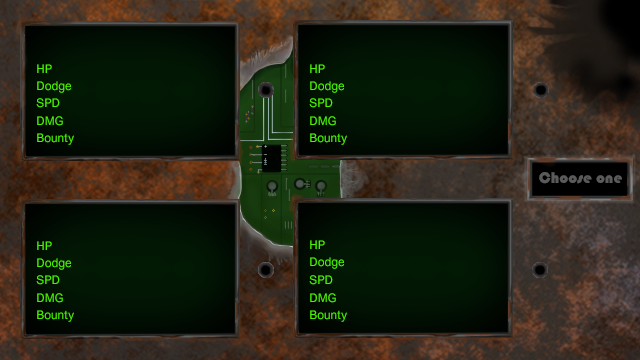 HP
Dodge
SPD
DMG
Bounty
HP
Dodge
SPD
DMG
Bounty
Choose one
HP
Dodge
SPD
DMG
Bounty
HP
Dodge
SPD
DMG
Bounty